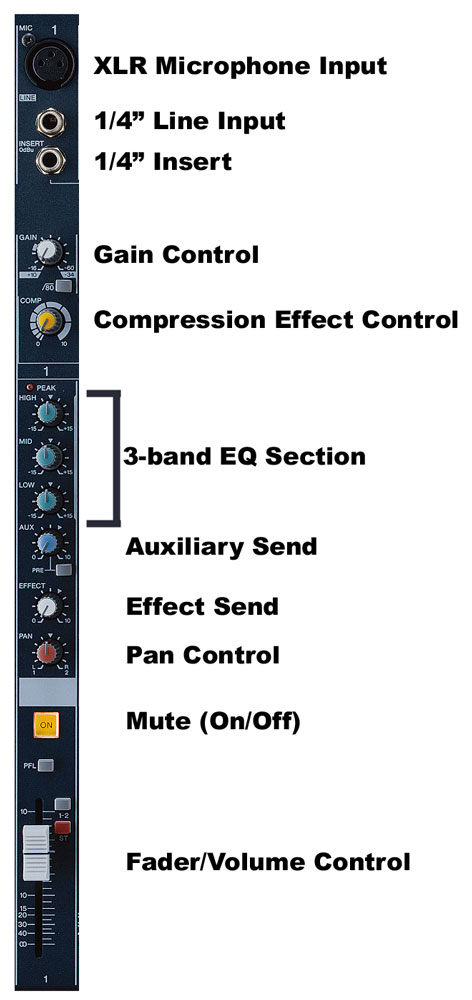 MIC 1
XLR Microphone Input
LINE
1/4” Line Input
INSERT
0dBu
1/4” Insert
GAIN
Gain Control
-16 -60
+10 -34
/80
COMP
Compression Effect Control
0 10
1
PEAK
HIGH
-15 +15
MID
-15 +15
3-band EQ Section
LOW
-15 +15
AUX
0 10
Auxiliary Send
PRE
EFFECT
Effect Send
0 10
PAN
Pan Control
L R
1 2
ON
Mute (On/Off)
PFL
10
1-2
ST
Fader/Volume Control
10
15
20
30
40
∞
1